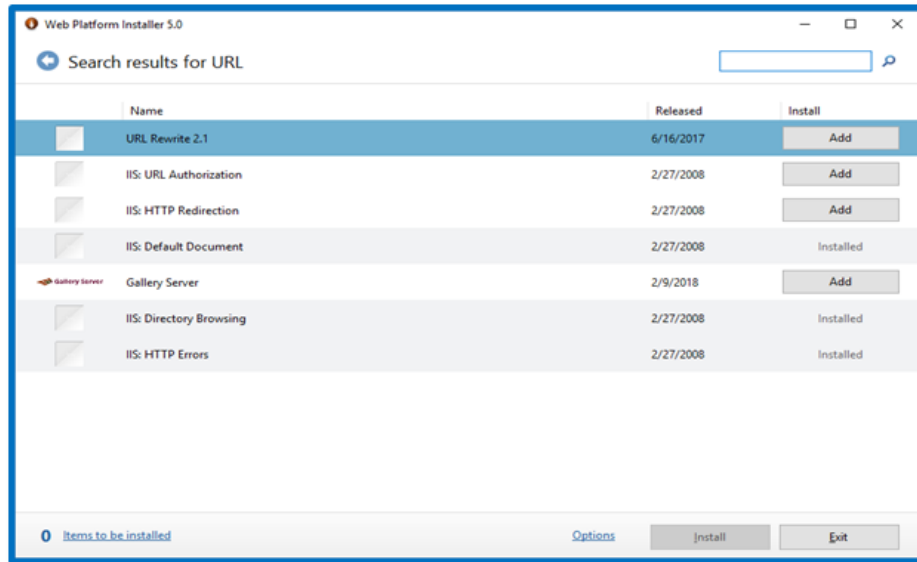 Web Platform Installer 5.0
Search results for URL
Name Released Install
URL Rewrite 2.1 6/16/2017 Add
IIS: URL Authorization 2/27/2008 Add
IIS: HTTP Redirection 2/27/2008 Add
IIS: Default Document 2/27/2008 Installed
Gallery Server Gallery Server 2/9/2018 Add
IIS: Directory Browsing 2/27/2008 Installed
IIS: HTTP Errors 2/27/2008 Installed
0 Items to be installed Options Install Exit